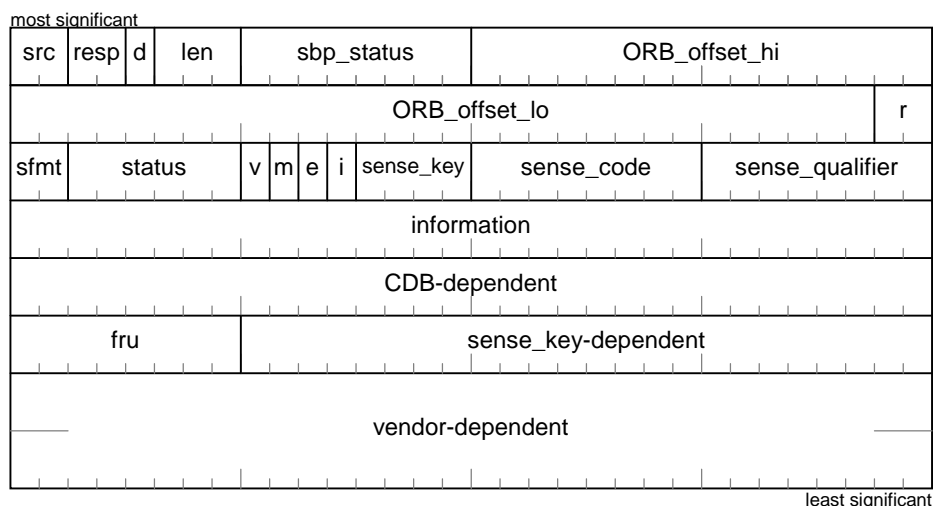 most significant
src resp d len sbp_status ORB_offset_hi
ORB_offset_lo r
sfmt status v m e i sense_key sense_code sense_qualifier
information
CDB-dependent
fru sense_key-dependent
vendor-dependent
least significant